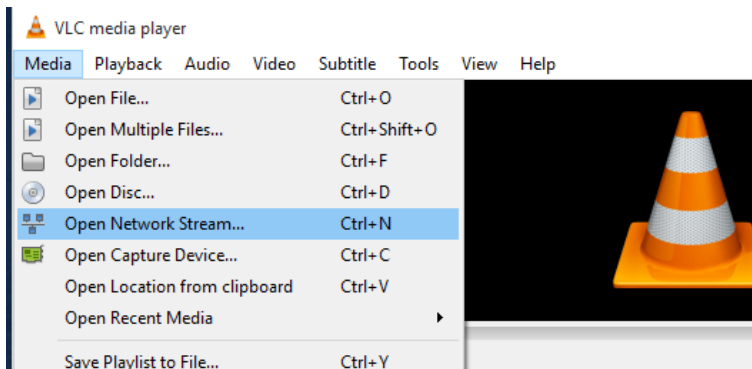 VLC media player
Media Playback Audio Video Subtitle Tools View Help
Open File... Ctrl+O
Open Multiple Files... Ctrl+Shift+O
Open Folder... Ctrl+F
Open Disc... Ctrl+D
Open Network Stream... Ctrl+N
Open Capture Device... Ctrl+C
Open Location from clipboard Ctrl+V
Open Recent Media
Save Playlist to File... Ctrl+Y